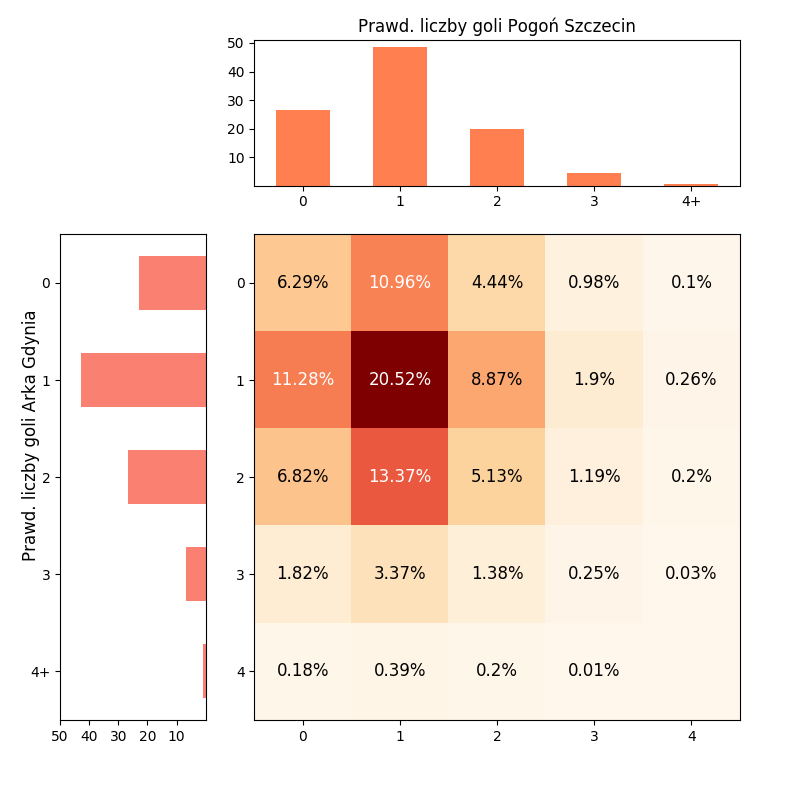 Prawd. liczby goli Pogoń Szczecin
50
40
30
20
10
0 1 2 3 4+
Prawd. liczby goli Arka Gdynia
0
1
2
3
4+
50 40 30 20 10
0 6.29% 10.96% 4.44% 0.98% 0.1%
1 11.28% 20.52% 8.87% 1.9% 0.26%
2 6.82% 13.37% 5.13% 1.19% 0.2%
3 1.82% 3.37% 1.38% 0.25% 0.03%
4 0.18% 0.39% 0.2% 0.01%
0 1 2 3 4